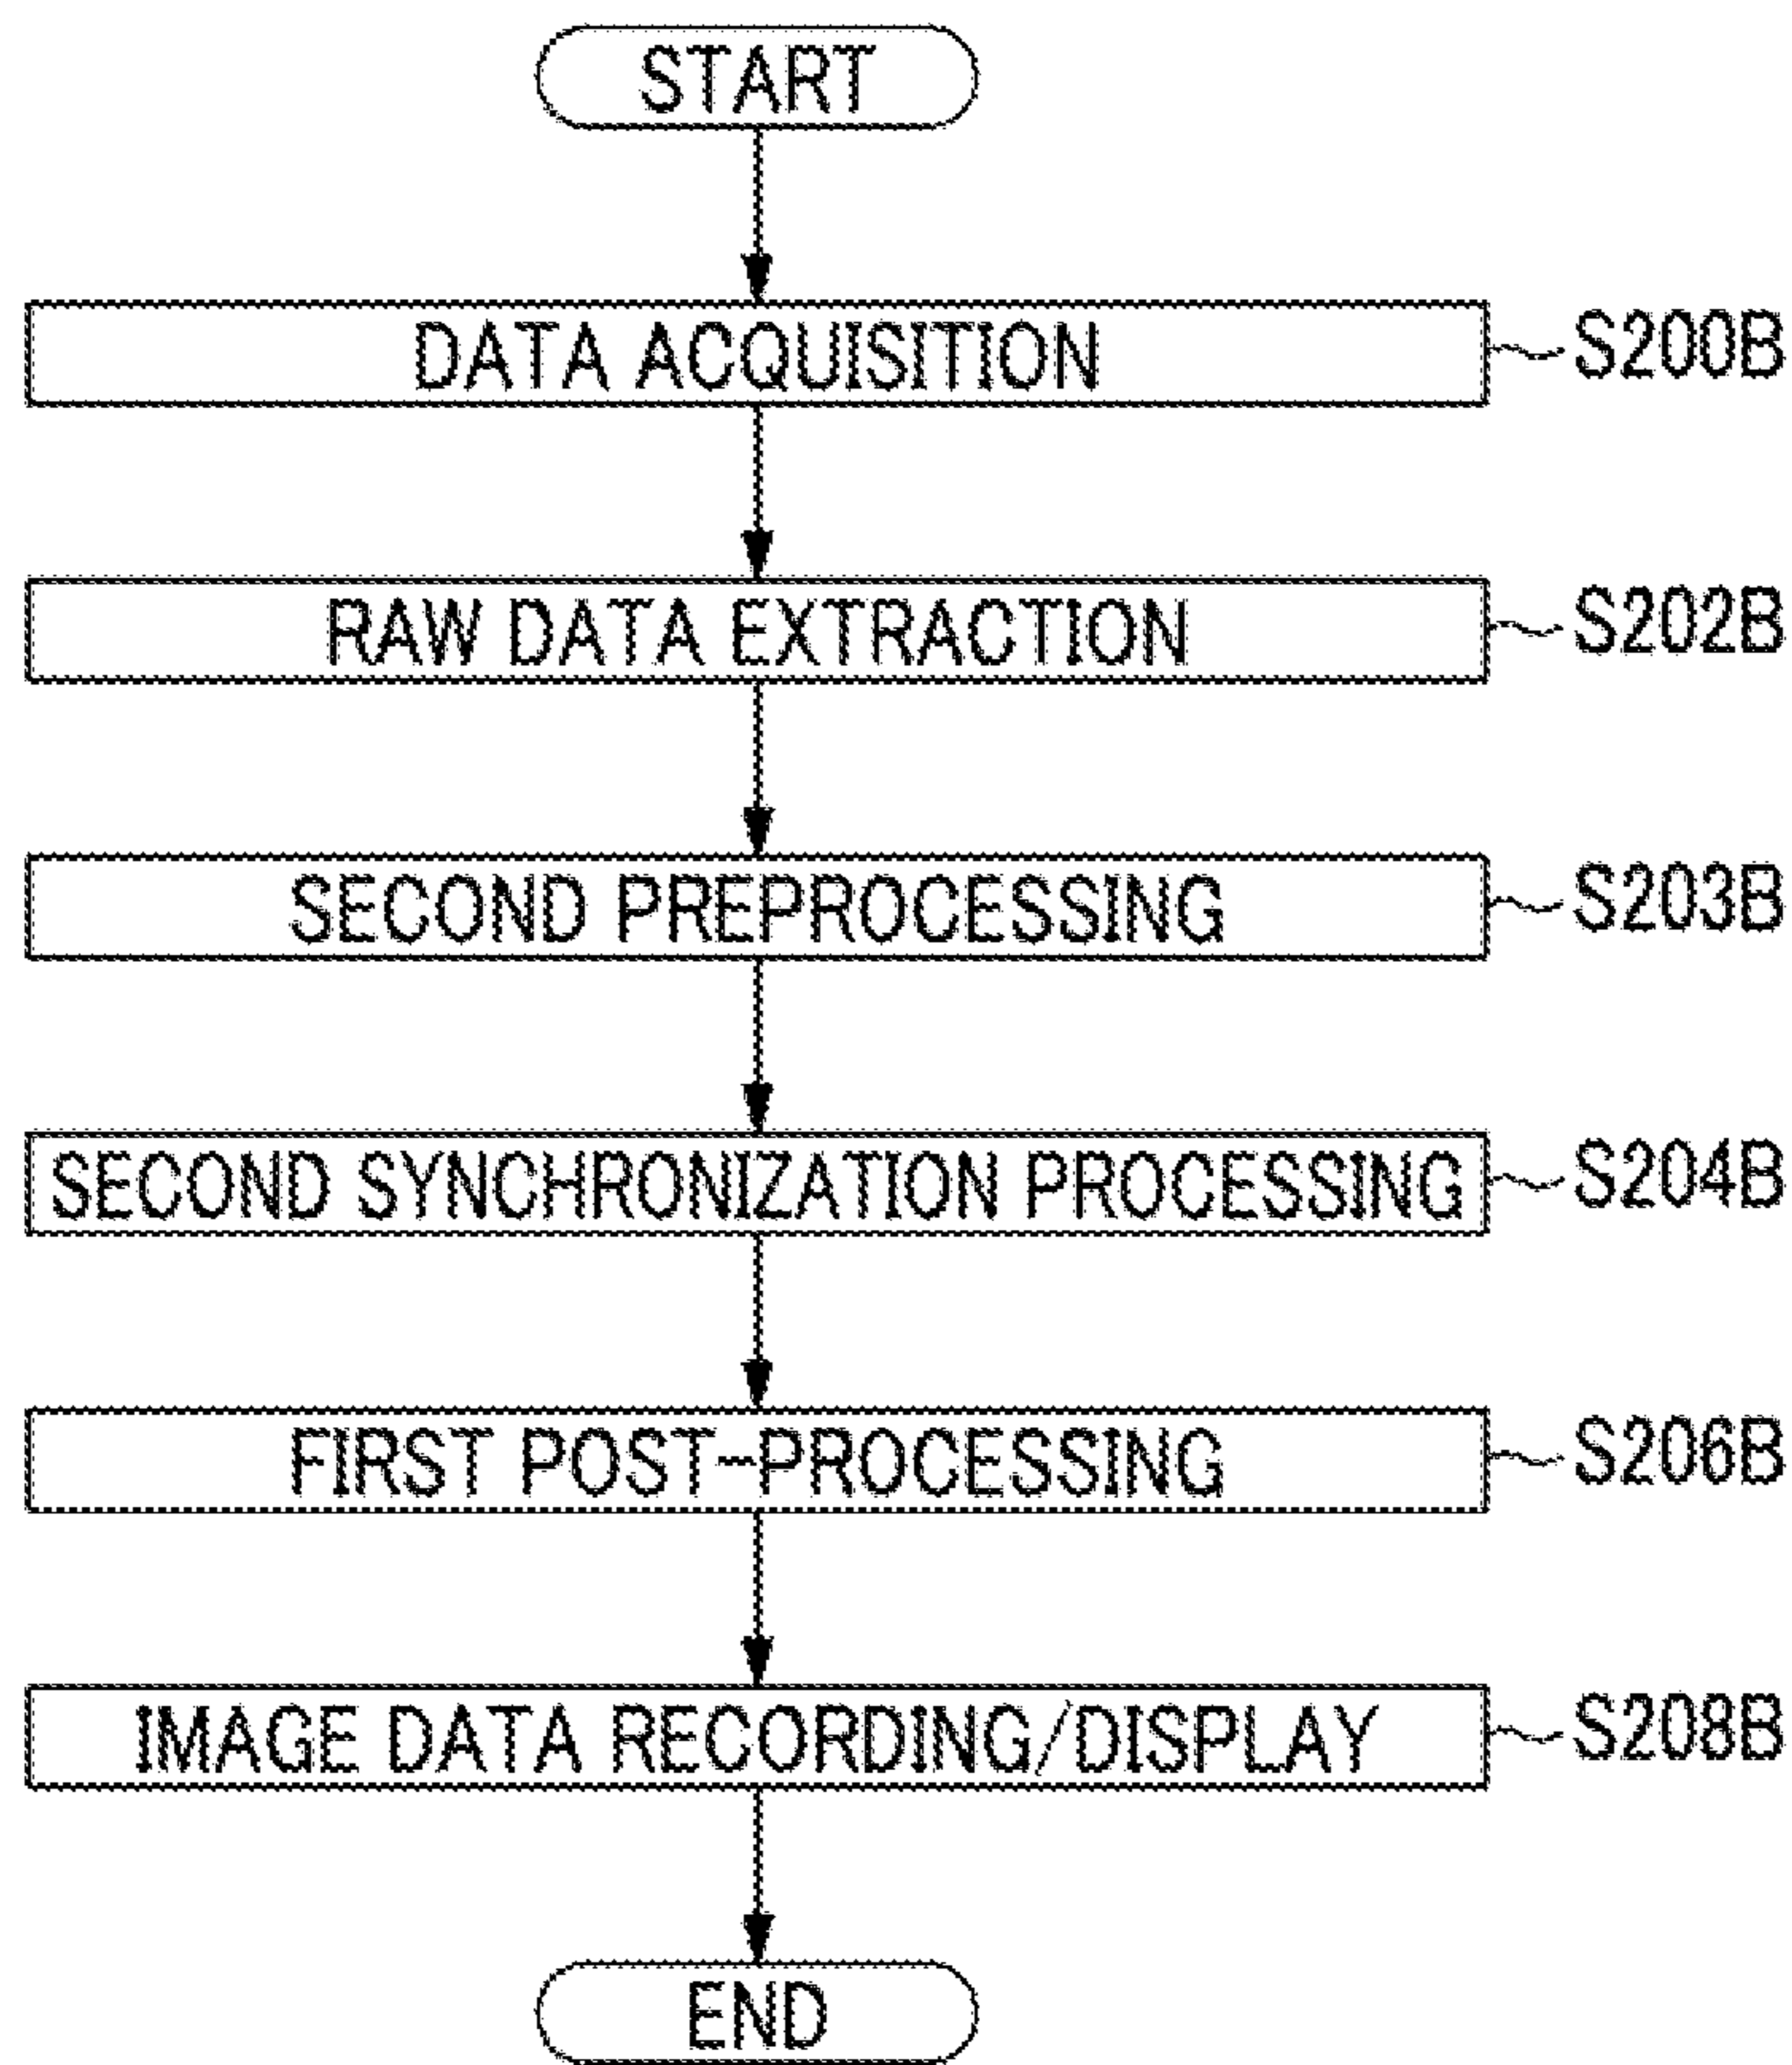 START
DATA ACQUISITION S200B
RAW DATA EXTRACTION S202B
SECOND PREPROCESSING S203B
SECOND SYNCHRONIZATION PROCESSING S204B
FIRST POST-PROCESSING S206B
IMAGE DATA RECORDING/DISPLAY S208B
END